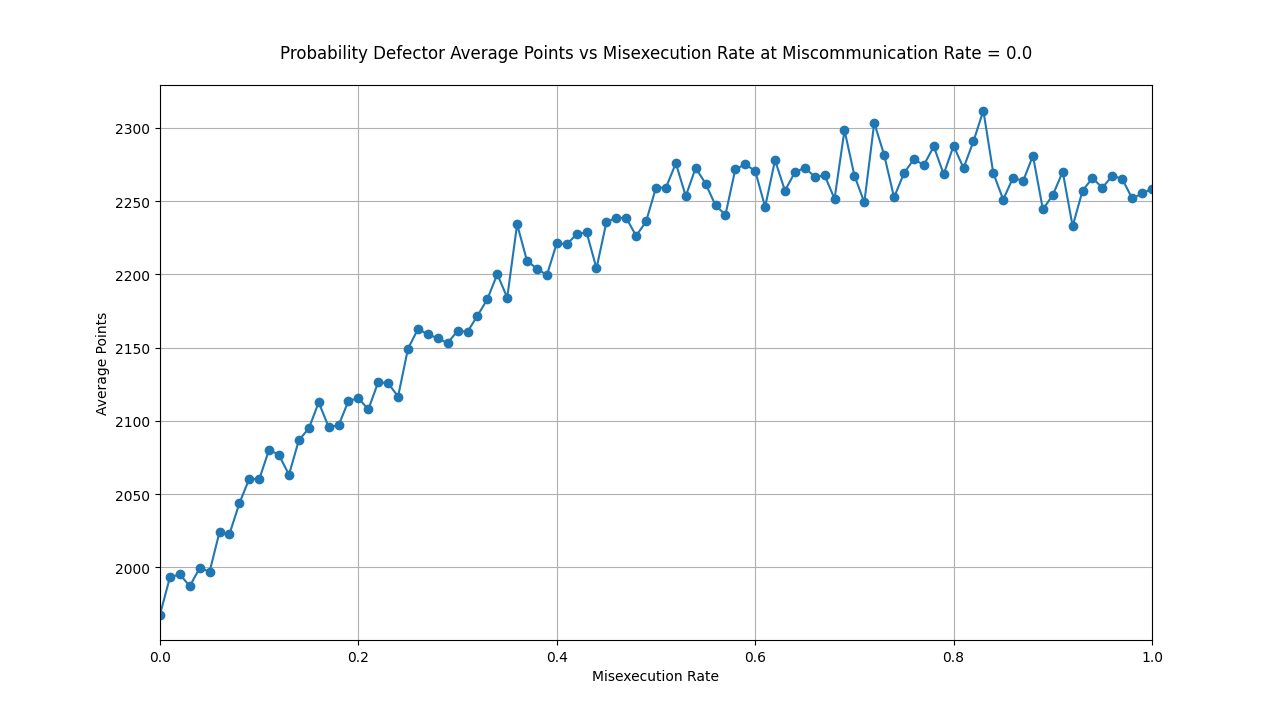 Probability Defector Average Points vs Misexecution Rate at Miscommunication Rate = 0.0
2300
2250
2200
2150
2100
2050
2000
Average Points
0.0 0.2 0.4 0.6 0.8 1.0
Misexecution Rate